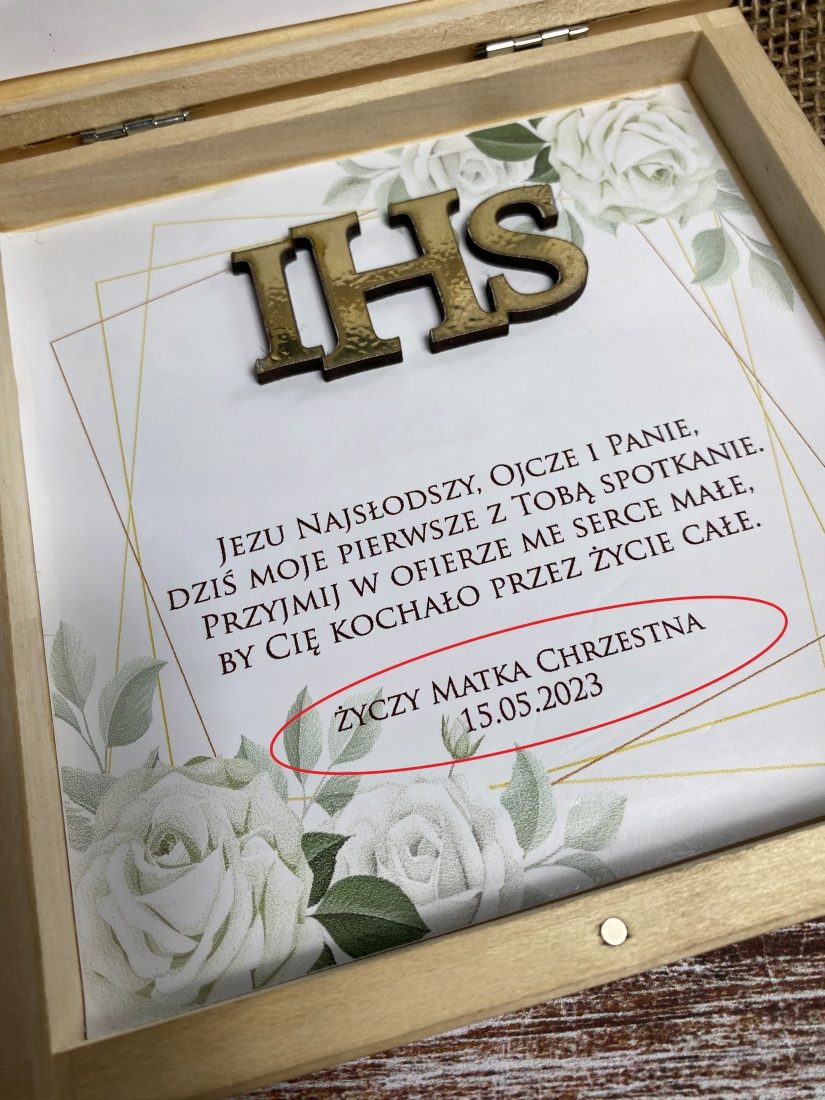 IHS
Jezu Najsłodszy, Ojcze i Panie,
dziś moje pierwsze z Tobą spotkanie.
Przyjmij w ofierze me serce małe,
by Cię kochało przez życie całe.
życzy Matka Chrzestna
15.05.2023